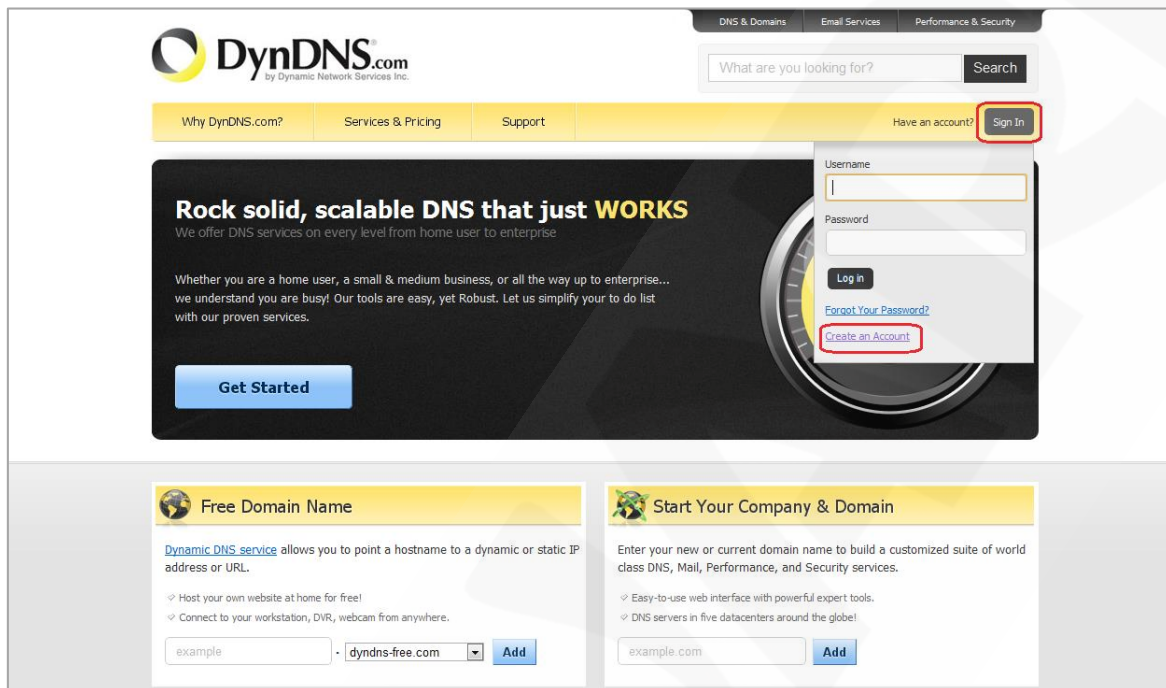 DNS & Domains Email Services Performance & Security
DynDNS.com
by Dynamic Network Services Inc.
What are you looking for? Search
Why DynDNS.com? Services & Pricing Support Have an account? Sign In
Username
Password
Log in
Forgot Your Password?
Create an Account
Rock solid, scalable DNS that just WORKS
We offer DNS services on every level from home user to enterprise
Whether you are a home user, a small & medium business, or all the way up to enterprise...
we understand you are busy! Our tools are easy, yet Robust. Let us simplify your to do list
with our proven services.
Get Started
Free Domain Name
Dynamic DNS service allows you to point a hostname to a dynamic or static IP
address or URL.
Host your own website at home for free!
Connect to your workstation, DVR, webcam from anywhere.
example . dyndns-free.com Add
Start Your Company & Domain
Enter your new or current domain name to build a customized suite of world
class DNS, Mail, Performance, and Security services.
Easy-to-use web interface with powerful expert tools.
DNS servers in five datacenters around the globe!
example.com Add